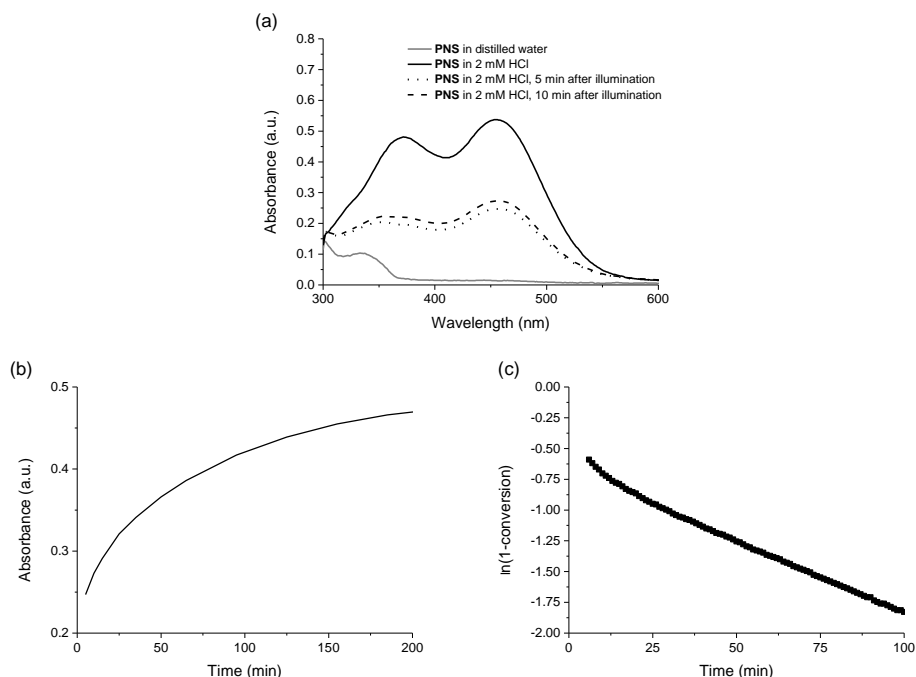 (a)
PNS in distilled water
PNS in 2 mM HCl
PNS in 2 mM HCl, 5 min after illumination
PNS in 2 mM HCl, 10 min after illumination
0.8
0.7
0.6
0.5
0.4
0.3
0.2
0.1
0.0
Absorbance (a.u.)
300 400 500 600
Wavelength (nm)
(b)
0.5
0.4
0.3
0.2
Absorbance (a.u.)
0 50 100 150 200
Time (min)
(c)
0.00
-0.25
-0.50
-0.75
-1.00
-1.25
-1.50
-1.75
-2.00
ln(1-conversion)
0 25 50 75 100
Time (min)